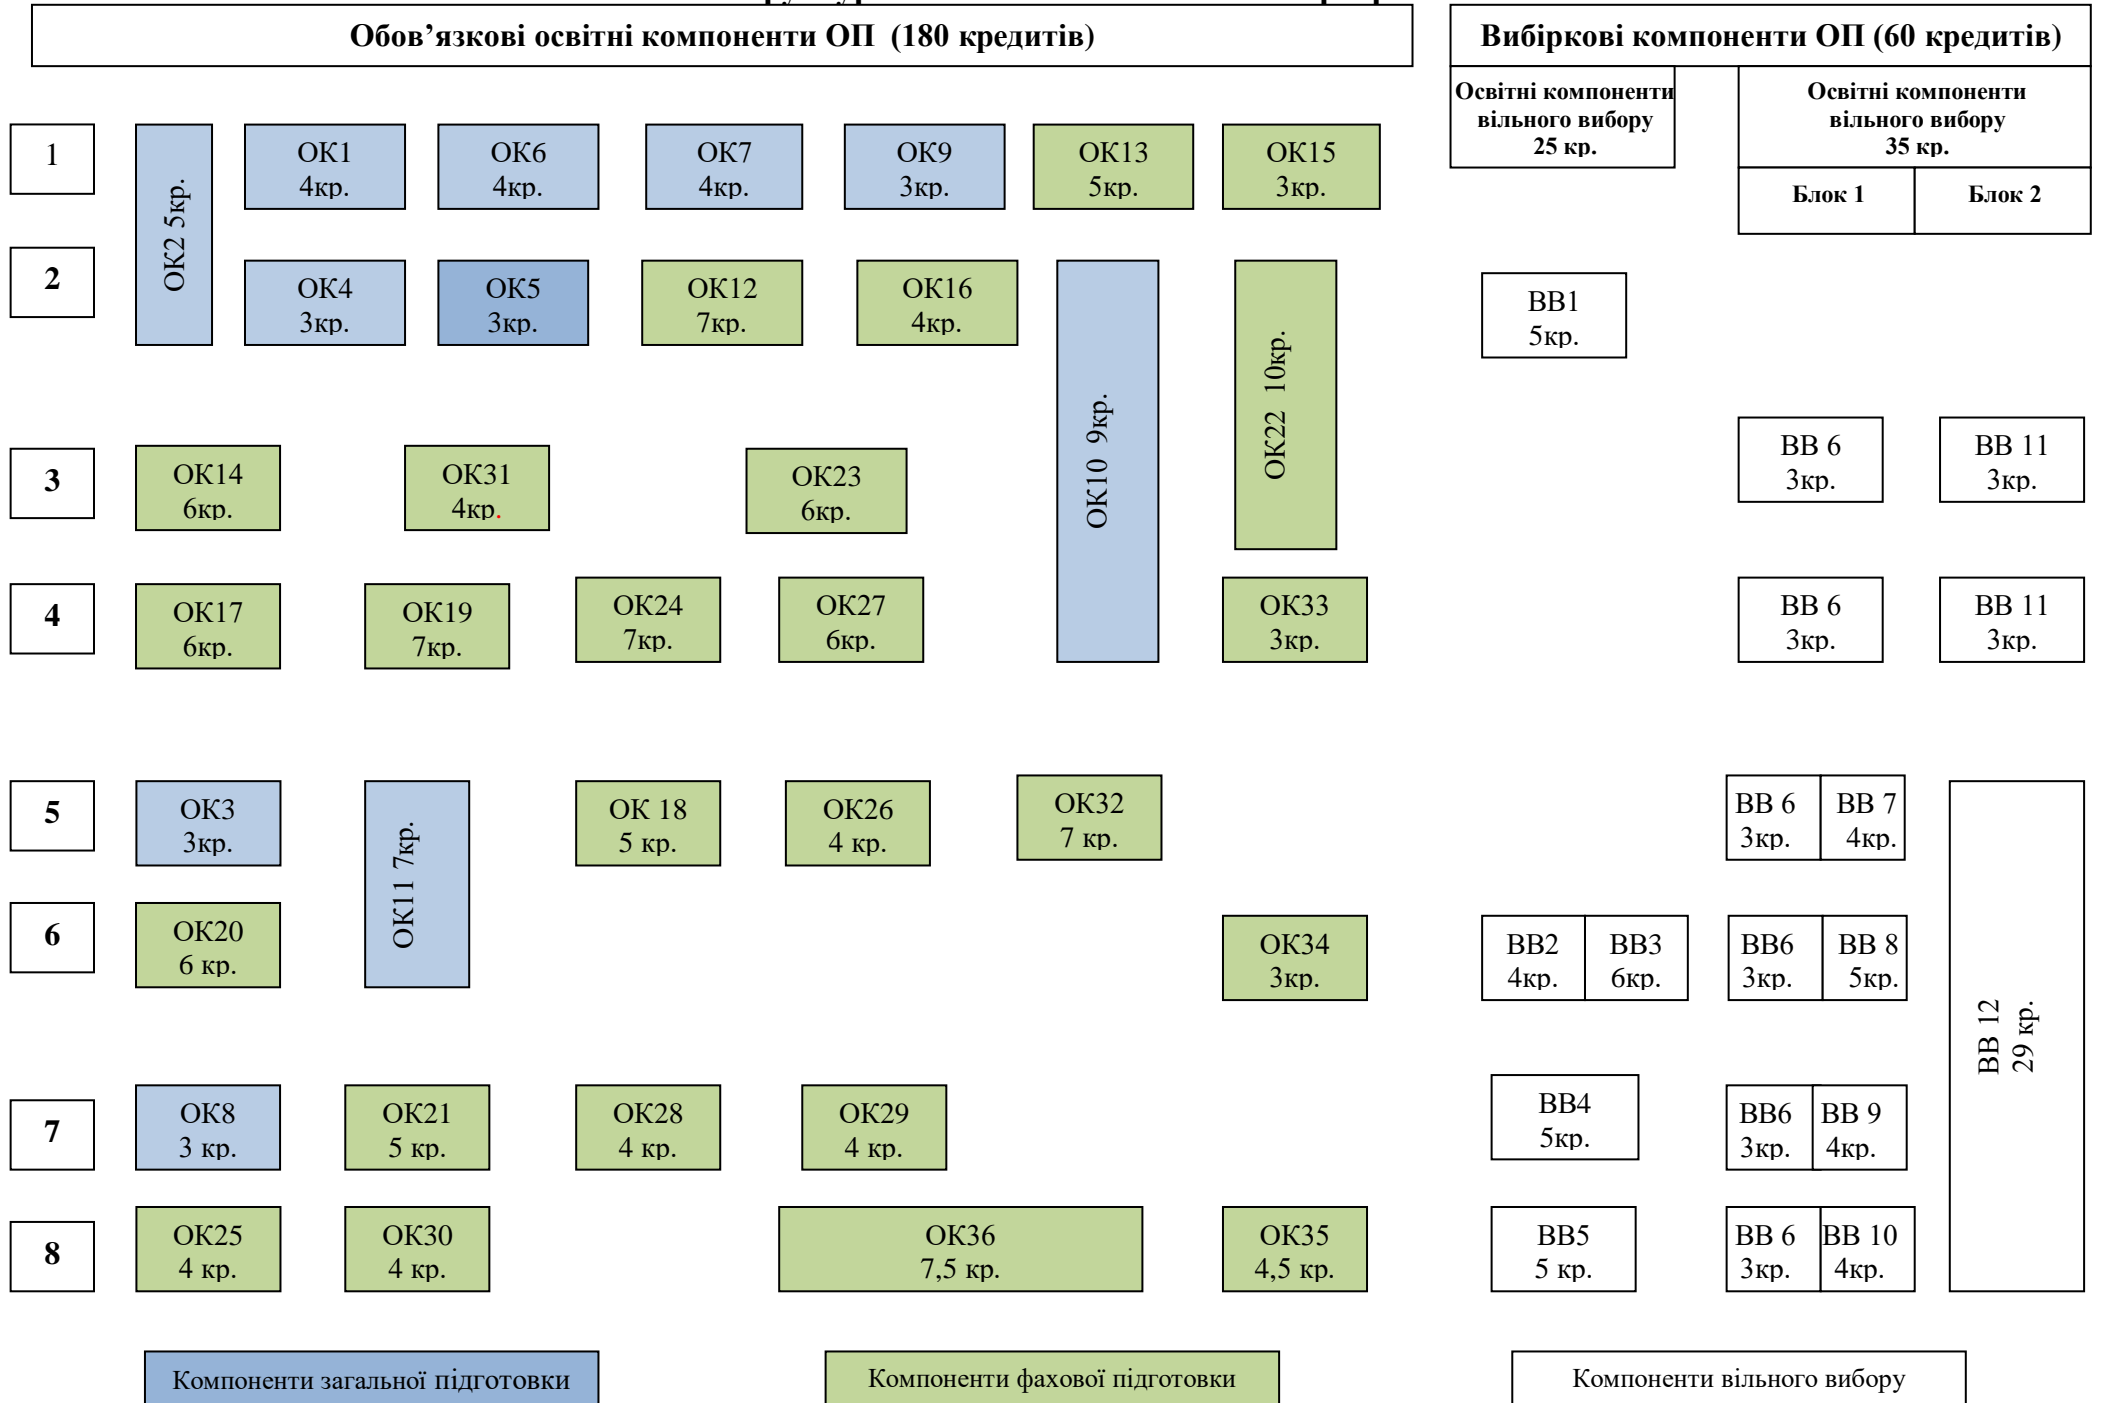 Обов’язкові освітні компоненти ОП (180 кредитів)
Вибіркові компоненти ОП (60 кредитів)
Освітні компоненти
вільного вибору
25 кр.
Освітні компоненти
вільного вибору
35 кр.
Блок 1
Блок 2
1
ОК2 5кр.
ОК1
4кр.
ОК6
4кр.
ОК7
4кр.
ОК9
3кр.
ОК13
5кр.
ОК15
3кр.
2
ОК4
3кр.
ОК5
3кр.
ОК12
7кр.
ОК16
4кр.
ОК10 9кр.
ОК22 10кр.
ВВ1
5кр.
3
ОК14
6кр.
ОК31
4кр.
ОК23
6кр.
ВВ 6
3кр.
ВВ 11
3кр.
4
ОК17
6кр.
ОК19
7кр.
ОК24
7кр.
ОК27
6кр.
ОК33
3кр.
ВВ 6
3кр.
ВВ 11
3кр.
5
ОК3
3кр.
ОК11 7кр.
ОК 18
5 кр.
ОК26
4 кр.
ОК32
7 кр.
ВВ 6
3кр.
ВВ 7
4кр.
ВВ 12
29 кр.
6
ОК20
6 кр.
ОК34
3кр.
ВВ2
4кр.
ВВ3
6кр.
ВВ6
3кр.
ВВ 8
5кр.
7
ОК8
3 кр.
ОК21
5 кр.
ОК28
4 кр.
ОК29
4 кр.
ВВ4
5кр.
ВВ6
3кр.
ВВ 9
4кр.
8
ОК25
4 кр.
ОК30
4 кр.
ОК36
7,5 кр.
ОК35
4,5 кр.
ВВ5
5 кр.
ВВ 6
3кр.
ВВ 10
4кр.
Компоненти загальної підготовки
Компоненти фахової підготовки
Компоненти вільного вибору